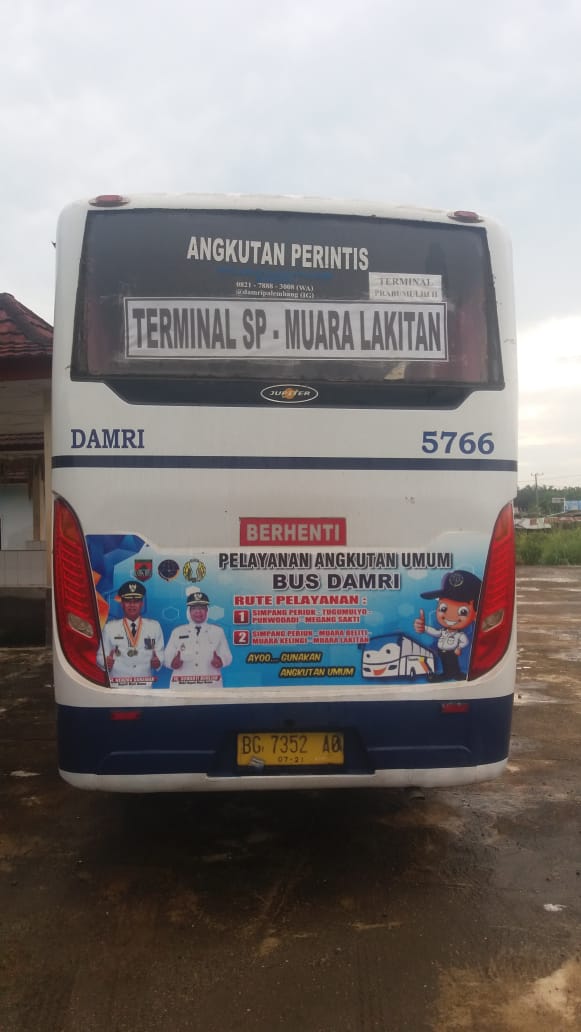 ANGKUTAN PERINTIS
0821 - 7888 - 3008 (WA)
@damripalembang (IG)
TERMINAL
PRABUMULIH II
TERMINAL SP - MUARA LAKITAN
JUPITER
DAMRI
5766
BERHENTI
PELAYANAN ANGKUTAN UMUM
BUS DAMRI
RUTE PELAYANAN :
1 SIMPANG PERIUK - TUGUMULYO -
PURWODADI - MEGANG SAKTI
2 SIMPANG PERIUK - MUARA BELITI -
MUARA KELINGI - MUARA LAKITAN
AYOO... GUNAKAN
ANGKUTAN UMUM
BG 7352 AO
07-21